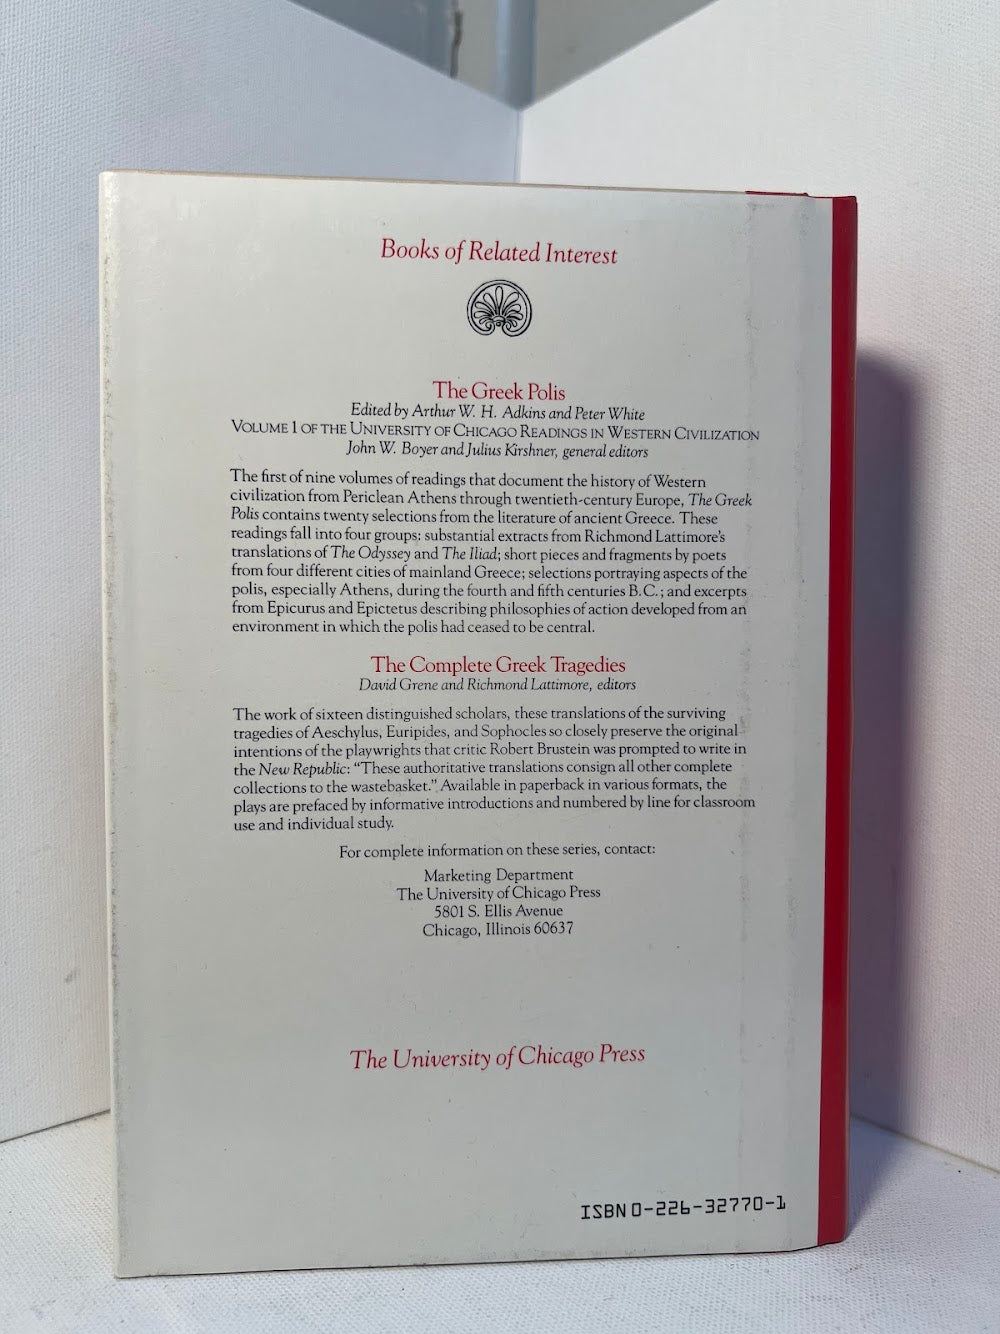 Books of Related Interest
The Greek Polis
Edited by Arthur W. H. Adkins and Peter White
VOLUME 1 OF THE UNIVERSITY OF CHICAGO READINGS IN WESTERN CIVILIZATION
John W. Boyer and Julius Kirshner, general editors
The first of nine volumes of readings that document the history of Western
civilization from Periclean Athens through twentieth-century Europe, The Greek
Polis contains twenty selections from the literature of ancient Greece. These
readings fall into four groups: substantial extracts from Richmond Lattimore's
translations of The Odyssey and The Iliad; short pieces and fragments by poets
from four different cities of mainland Greece; selections portraying aspects of the
polis, especially Athens, during the fourth and fifth centuries B.C.; and excerpts
from Epicurus and Epictetus describing philosophies of action developed from an
environment in which the polis had ceased to be central.
The Complete Greek Tragedies
David Grene and Richmond Lattimore, editors
The work of sixteen distinguished scholars, these translations of the surviving
tragedies of Aeschylus, Euripides, and Sophocles so closely preserve the original
intentions of the playwrights that critic Robert Brustein was prompted to write in
the New Republic: "These authoritative translations consign all other complete
collections to the wastebasket." Available in paperback in various formats, the
plays are prefaced by informative introductions and numbered by line for classroom
use and individual study.
For complete information on these series, contact:
Marketing Department
The University of Chicago Press
5801 S. Ellis Avenue
Chicago, Illinois 60637
The University of Chicago Press
ISBN 0-226-32770-1